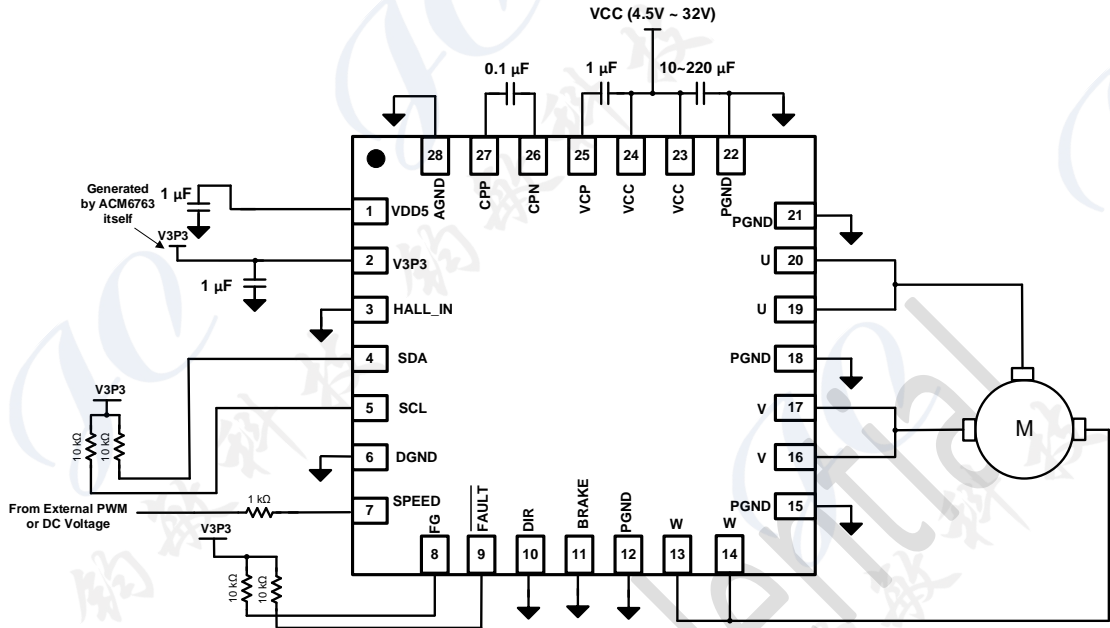 VCC (4.5V ~ 32V)
0.1 µF
1 µF
10~220 µF
28
27
26
25
24
23
22
AGND
CPP
CPN
VCP
VCC
VCC
PGND
Generated
by ACM6763
itself
1 µF
V3P3
1 µF
1
VDD5
2
V3P3
3
HALL_IN
4
SDA
5
SCL
6
DGND
7
SPEED
V3P3
10 kΩ
10 kΩ
From External PWM
or DC Voltage
1 kΩ
V3P3
10 kΩ
10 kΩ
PGND
21
U
20
U
19
PGND
18
V
17
V
16
PGND
15
M
FG
FAULT
DIR
BRAKE
PGND
W
W
8
9
10
11
12
13
14